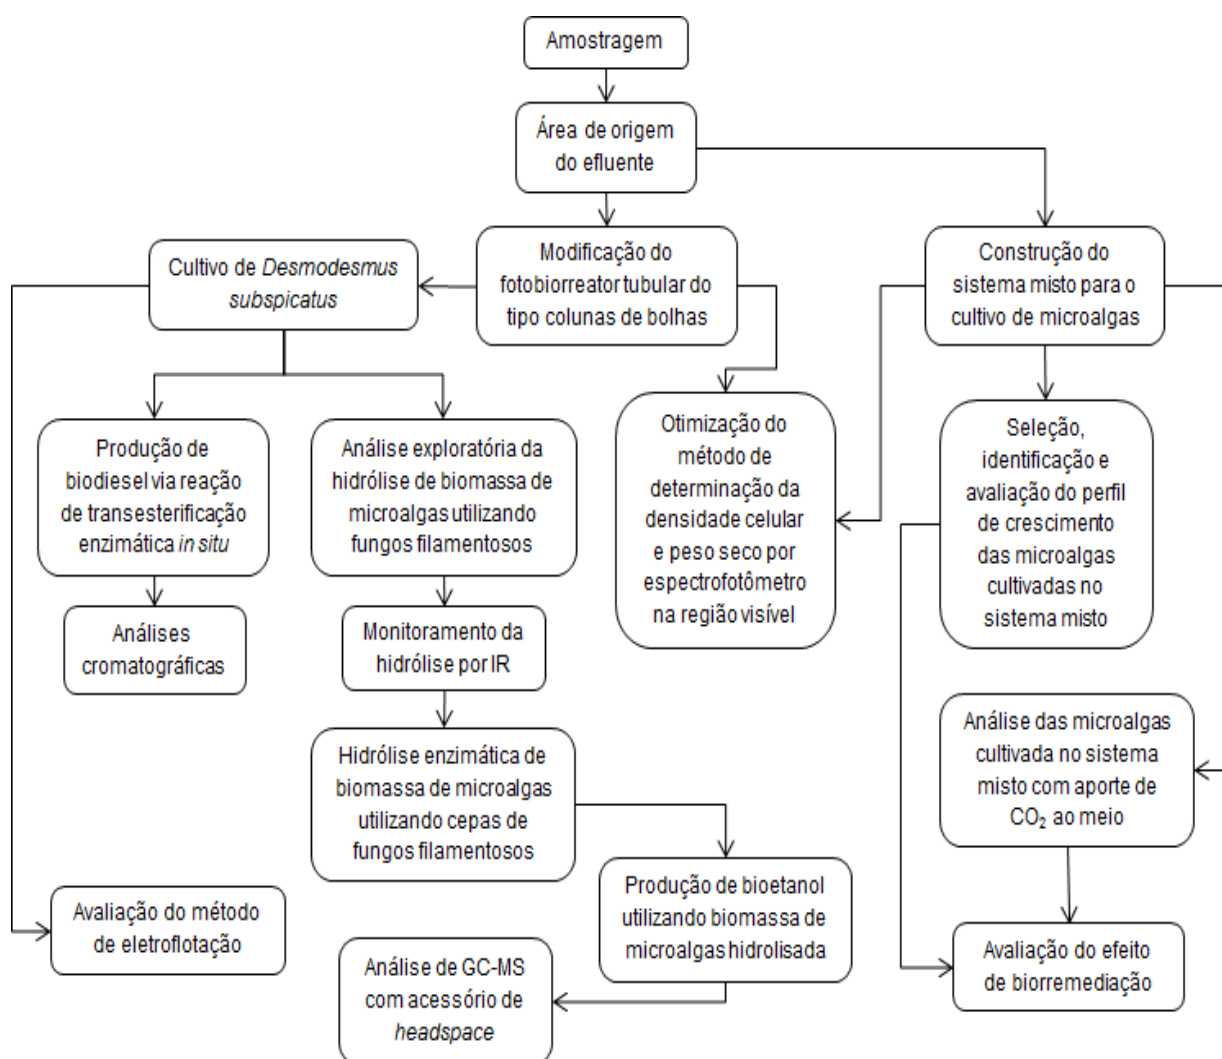 Amostragem
Área de origem
do efluente
Cultivo de Desmodesmus
subspicatus
Modificação do
fotobiorreator tubular do
tipo colunas de bolhas
Construção do
sistema misto para o
cultivo de microalgas
Produção de
biodiesel via reação
de transesterificação
enzimática in situ
Análise exploratória da
hidrólise de biomassa de
microalgas utilizando
fungos filamentosos
Otimização do
método de
determinação da
densidade celular
e peso seco por
espectrofotômetro
na região visível
Seleção,
identificação e
avaliação do perfil
de crescimento
das microalgas
cultivadas no
sistema misto
Análises
cromatográficas
Monitoramento da
hidrólise por IR
Hidrólise enzimática de
biomassa de microalgas
utilizando cepas de
fungos filamentosos
Análise das microalgas
cultivada no sistema
misto com aporte de
CO₂ ao meio
Avaliação do método
de eletroflotação
Produção de bioetanol
utilizando biomassa de
microalgas hidrolisada
Avaliação do efeito
de biorremediação
Análise de GC-MS
com acessório de
headspace